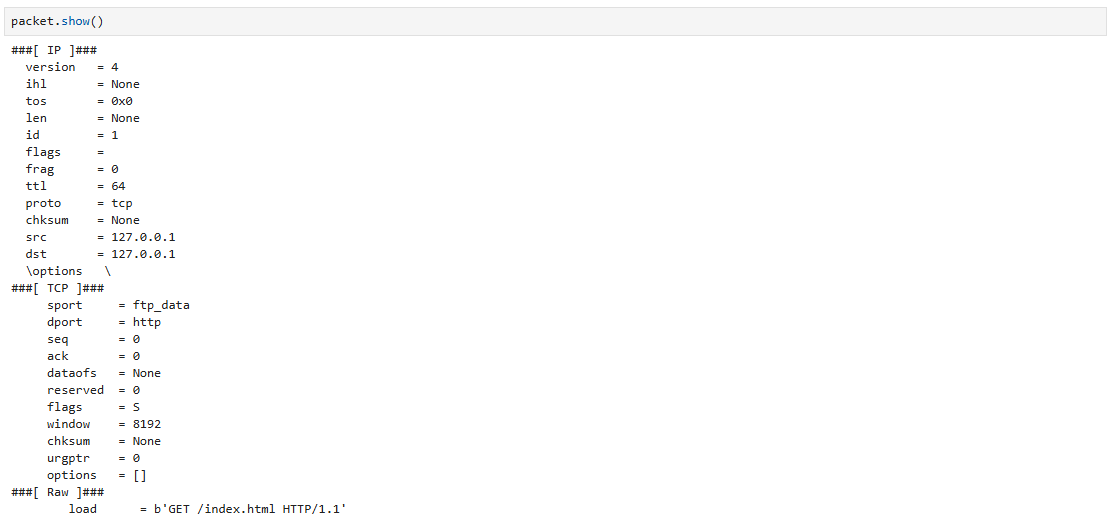 packet.show()
###[ IP ]###
  version   = 4
  ihl       = None
  tos       = 0x0
  len       = None
  id        = 1
  flags     =
  frag      = 0
  ttl       = 64
  proto     = tcp
  chksum    = None
  src       = 127.0.0.1
  dst       = 127.0.0.1
  \options   \
###[ TCP ]###
     sport     = ftp_data
     dport     = http
     seq       = 0
     ack       = 0
     dataofs   = None
     reserved  = 0
     flags     = S
     window    = 8192
     chksum    = None
     urgptr    = 0
     options   = []
###[ Raw ]###
        load      = b'GET /index.html HTTP/1.1'